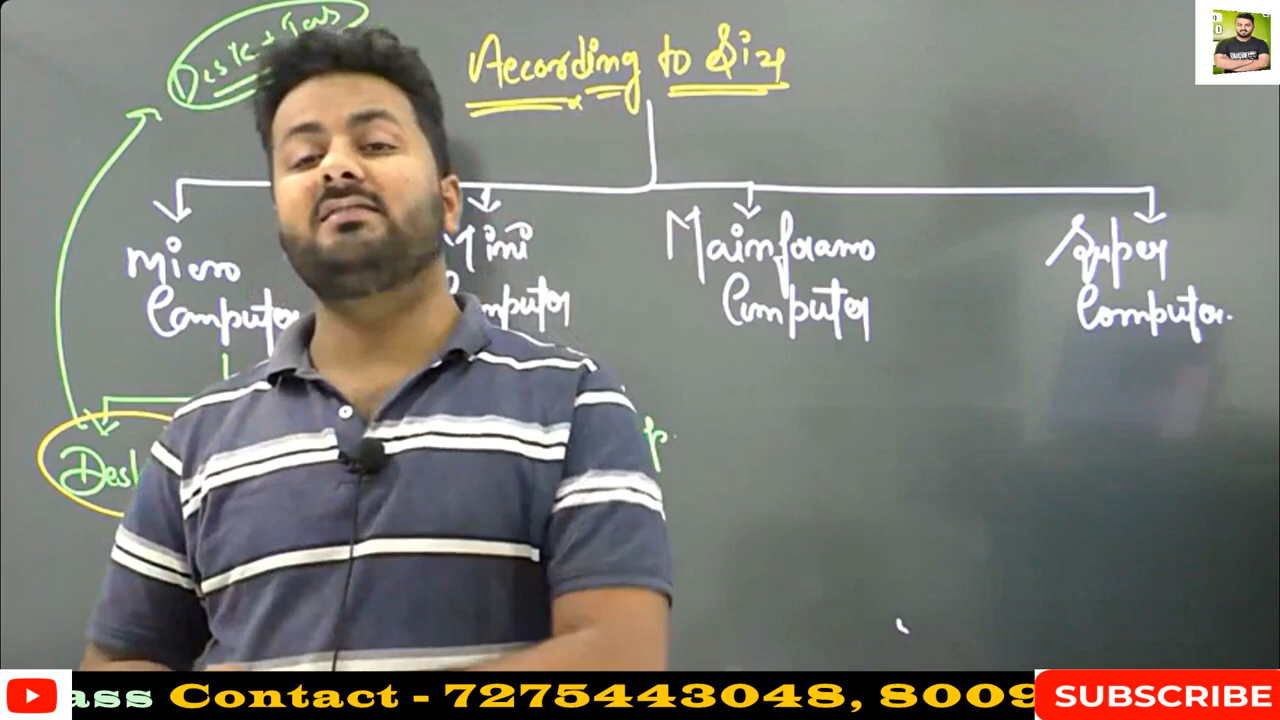 Desk + Top
According to Size
Micro
Computer
Mini
Computer
Mainframe
Computer
Super
Computer.
Desk
p.
ass Contact - 7275443048, 8009
SUBSCRIBE